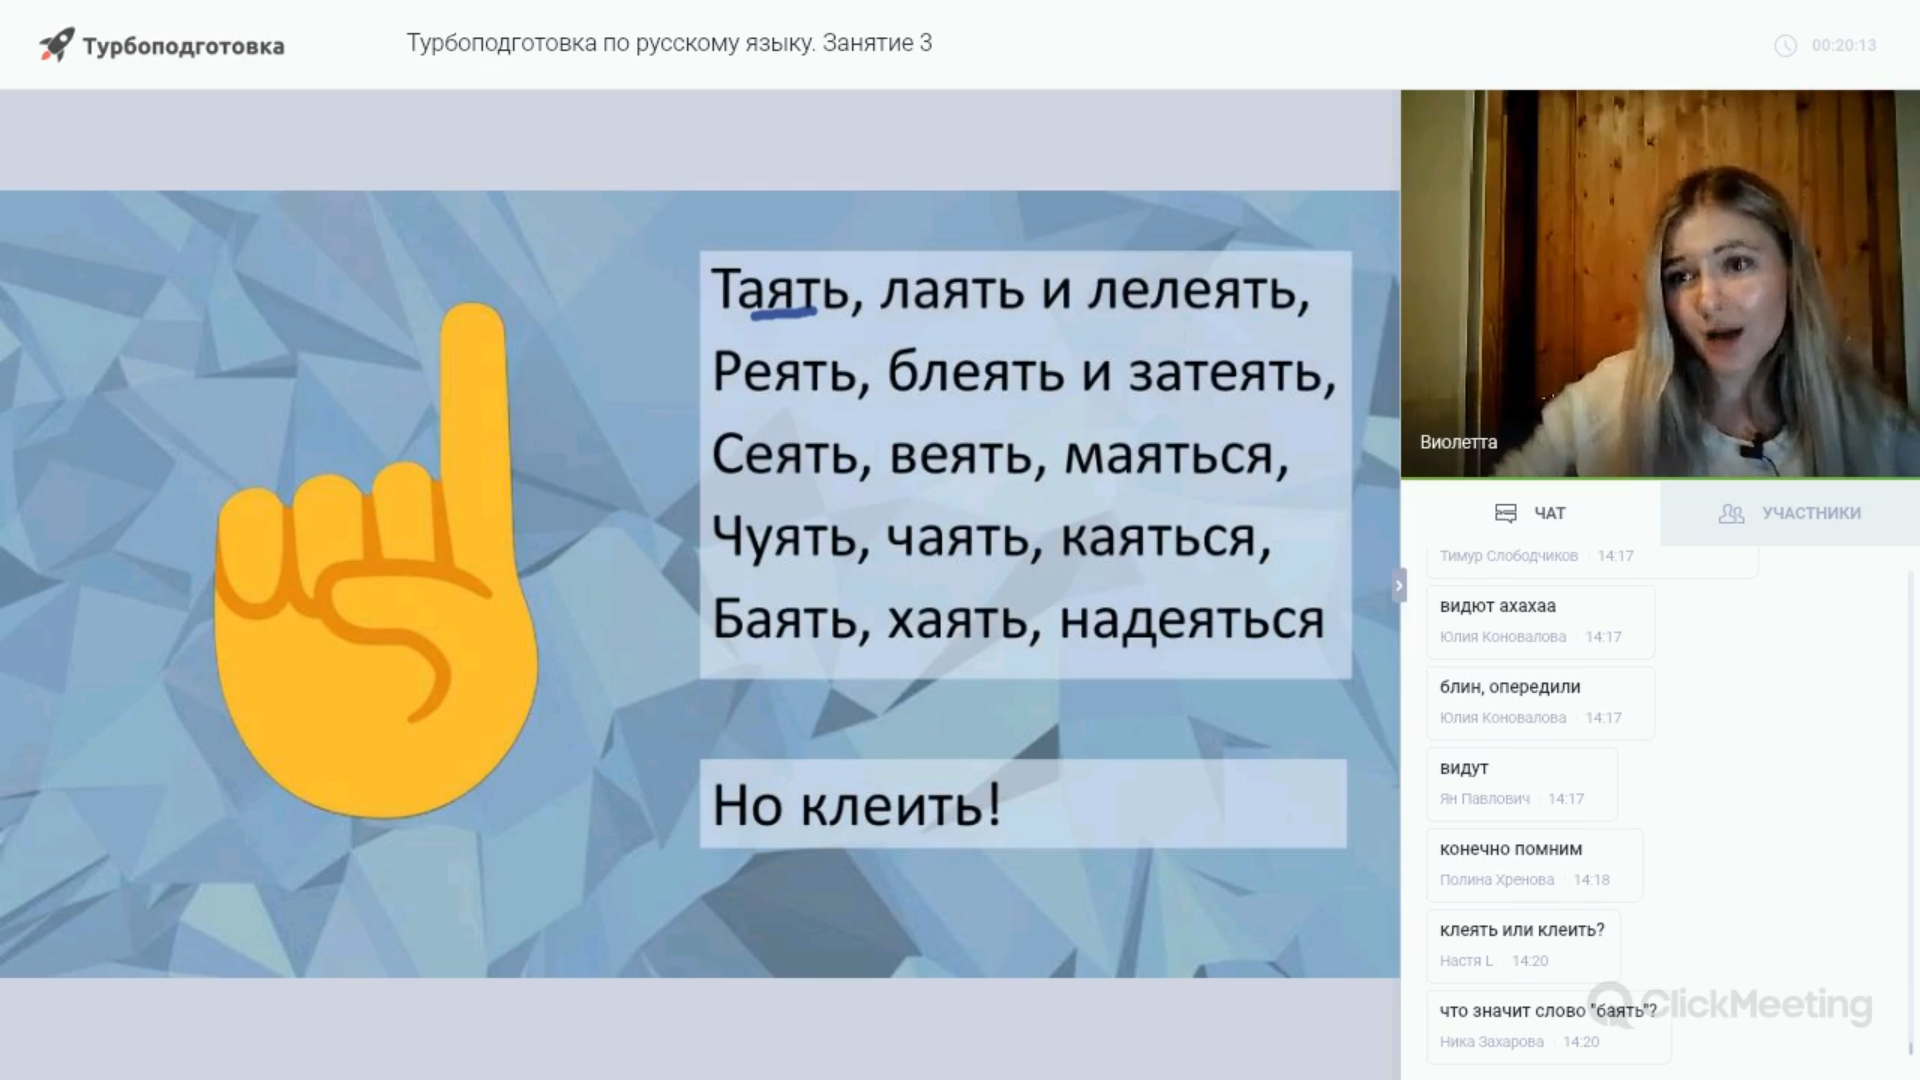 Турбоподготовка
Турбоподготовка по русскому языку. Занятие 3
00:20:13
Таять, лаять и лелеять,
Реять, блеять и затеять,
Сеять, веять, маяться,
Чуять, чаять, каяться,
Баять, хаять, надеяться
Но клеить!
Виолетта
ЧАТ
УЧАСТНИКИ
Тимур Слободчиков 14:17
видют ахахаа
Юлия Коновалова 14:17
блин, опередили
Юлия Коновалова 14:17
видут
Ян Павлович 14:17
конечно помним
Полина Хренова 14:18
клеять или клеить?
Настя L 14:20
что значит слово "баять"?
Ника Захарова 14:20
ClickMeeting